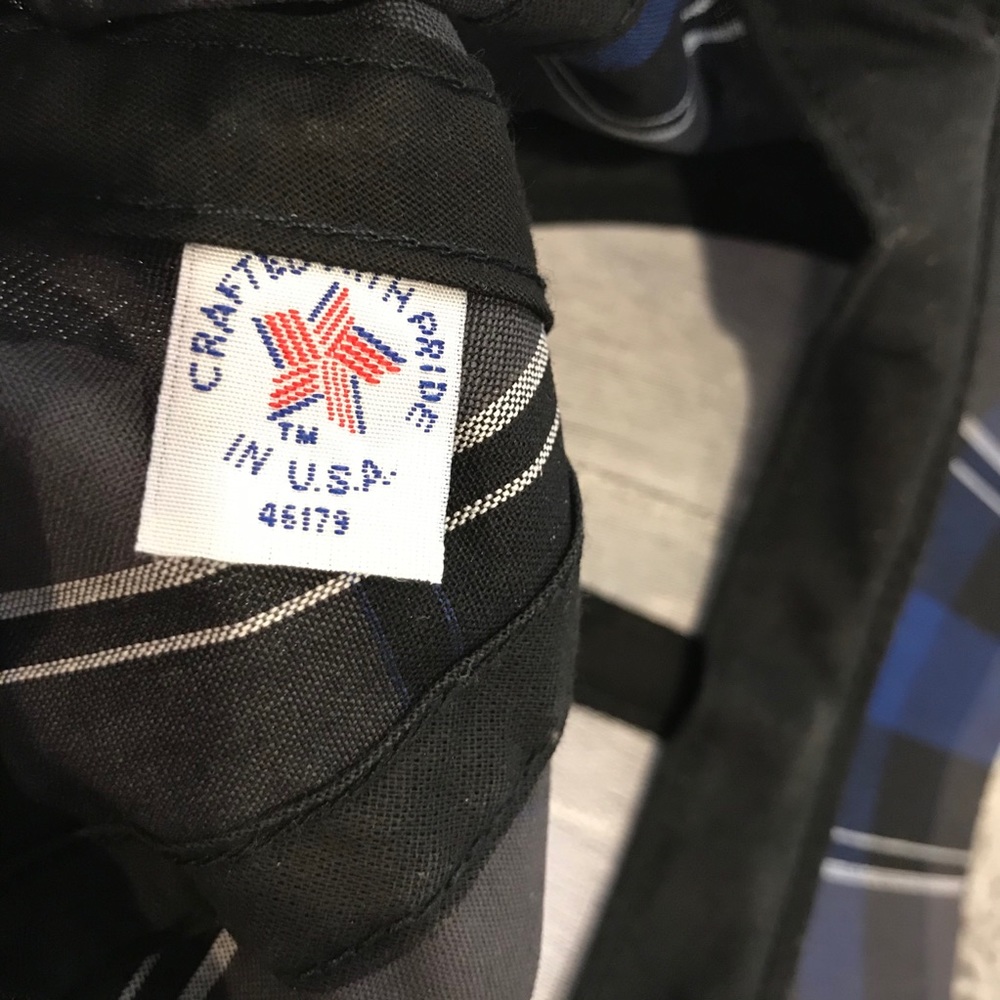 CRAFTED WITH PRIDE
TM
IN U.S.A.
46179